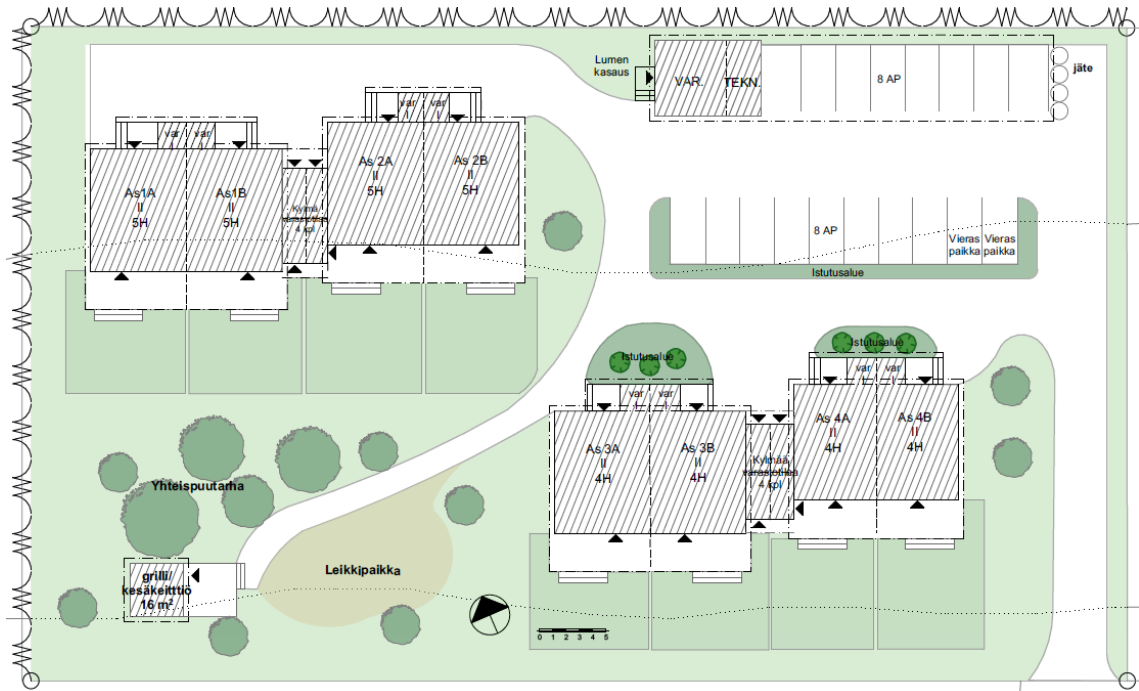 Lumen
kasaus
VAR.
TEKN.
8 AP
jäte
var
var
As 2A
II
5H
As 2B
II
5H
var
var
As1A
II
5H
As1B
II
5H
Kylmä
varastotilaa
4 kpl
8 AP
Vieras
paikka
Vieras
paikka
Istutusalue
Istutusalue
Istutusalue
var
var
As 3A
II
4H
As 3B
II
4H
var
var
As 4A
II
4H
As 4B
II
4H
Kylmää
varastotilaa
4 kpl
Yhteispuutarha
Leikkipaikka
grilli/
kesäkeitttiö
16 m²
0 1 2 3 4 5